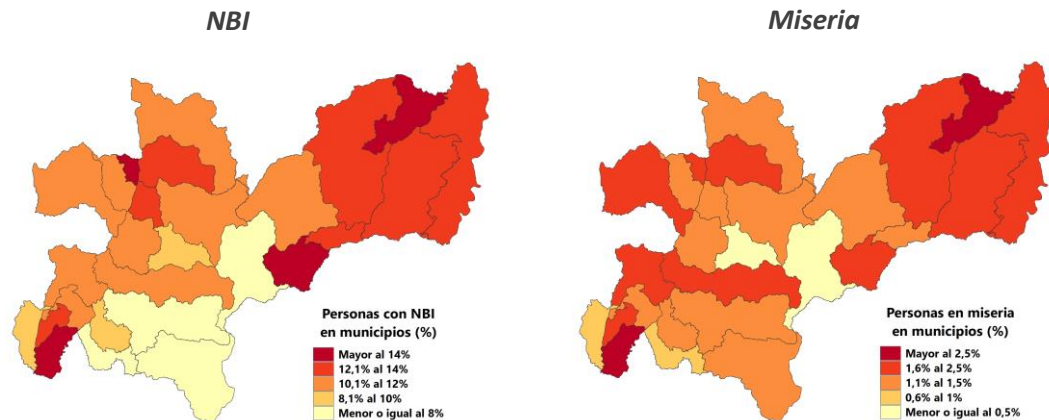 NBI
Personas con NBI
en municipios (%)
Mayor al 14%
12,1% al 14%
10,1% al 12%
8,1% al 10%
Menor o igual al 8%
Miseria
Personas en miseria
en municipios (%)
Mayor al 2,5%
1,6% al 2,5%
1,1% al 1,5%
0,6% al 1%
Menor o igual al 0,5%